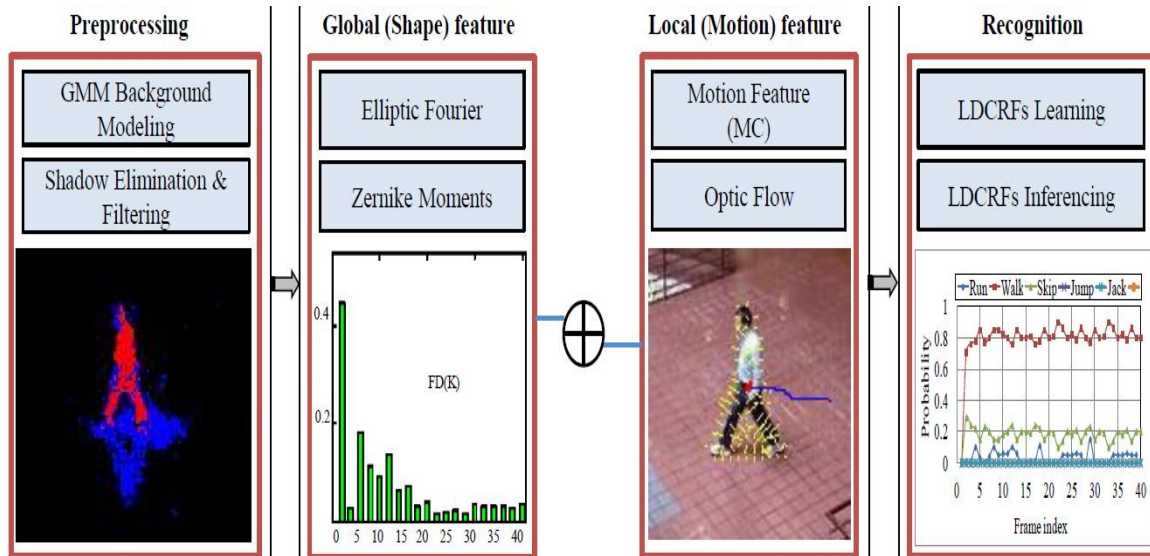 Preprocessing
GMM Background
Modeling
Shadow Elimination &
Filtering
Global (Shape) feature
Elliptic Fourier
Zernike Moments
0.4
0.2
FD(K)
0 5 10 15 20 25 30 35 40
Local (Motion) feature
Motion Feature
(MC)
Optic Flow
Recognition
LDCRFs Learning
LDCRFs Inferencing
Run Walk Skip Jump Jack
1
0.8
0.6
0.4
0.2
0
Probability
0 5 10 15 20 25 30 35 40
Frame index